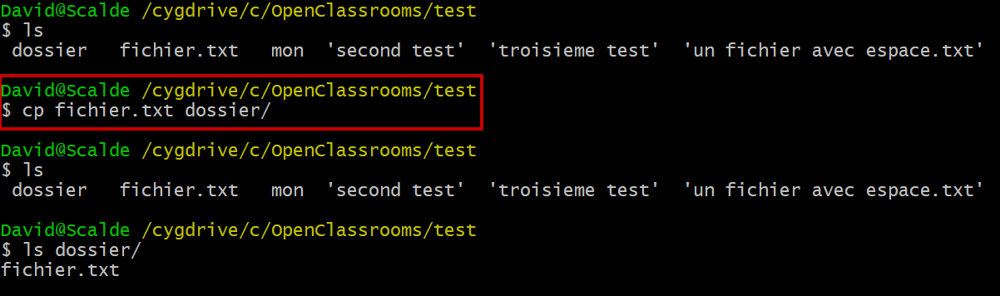 David@Scalde /cygdrive/c/OpenClassrooms/test
$ ls
 dossier   fichier.txt   mon  'second test'  'troisieme test'  'un fichier avec espace.txt'
David@Scalde /cygdrive/c/OpenClassrooms/test
$ cp fichier.txt dossier/
David@Scalde /cygdrive/c/OpenClassrooms/test
$ ls
 dossier   fichier.txt   mon  'second test'  'troisieme test'  'un fichier avec espace.txt'
David@Scalde /cygdrive/c/OpenClassrooms/test
$ ls dossier/
fichier.txt